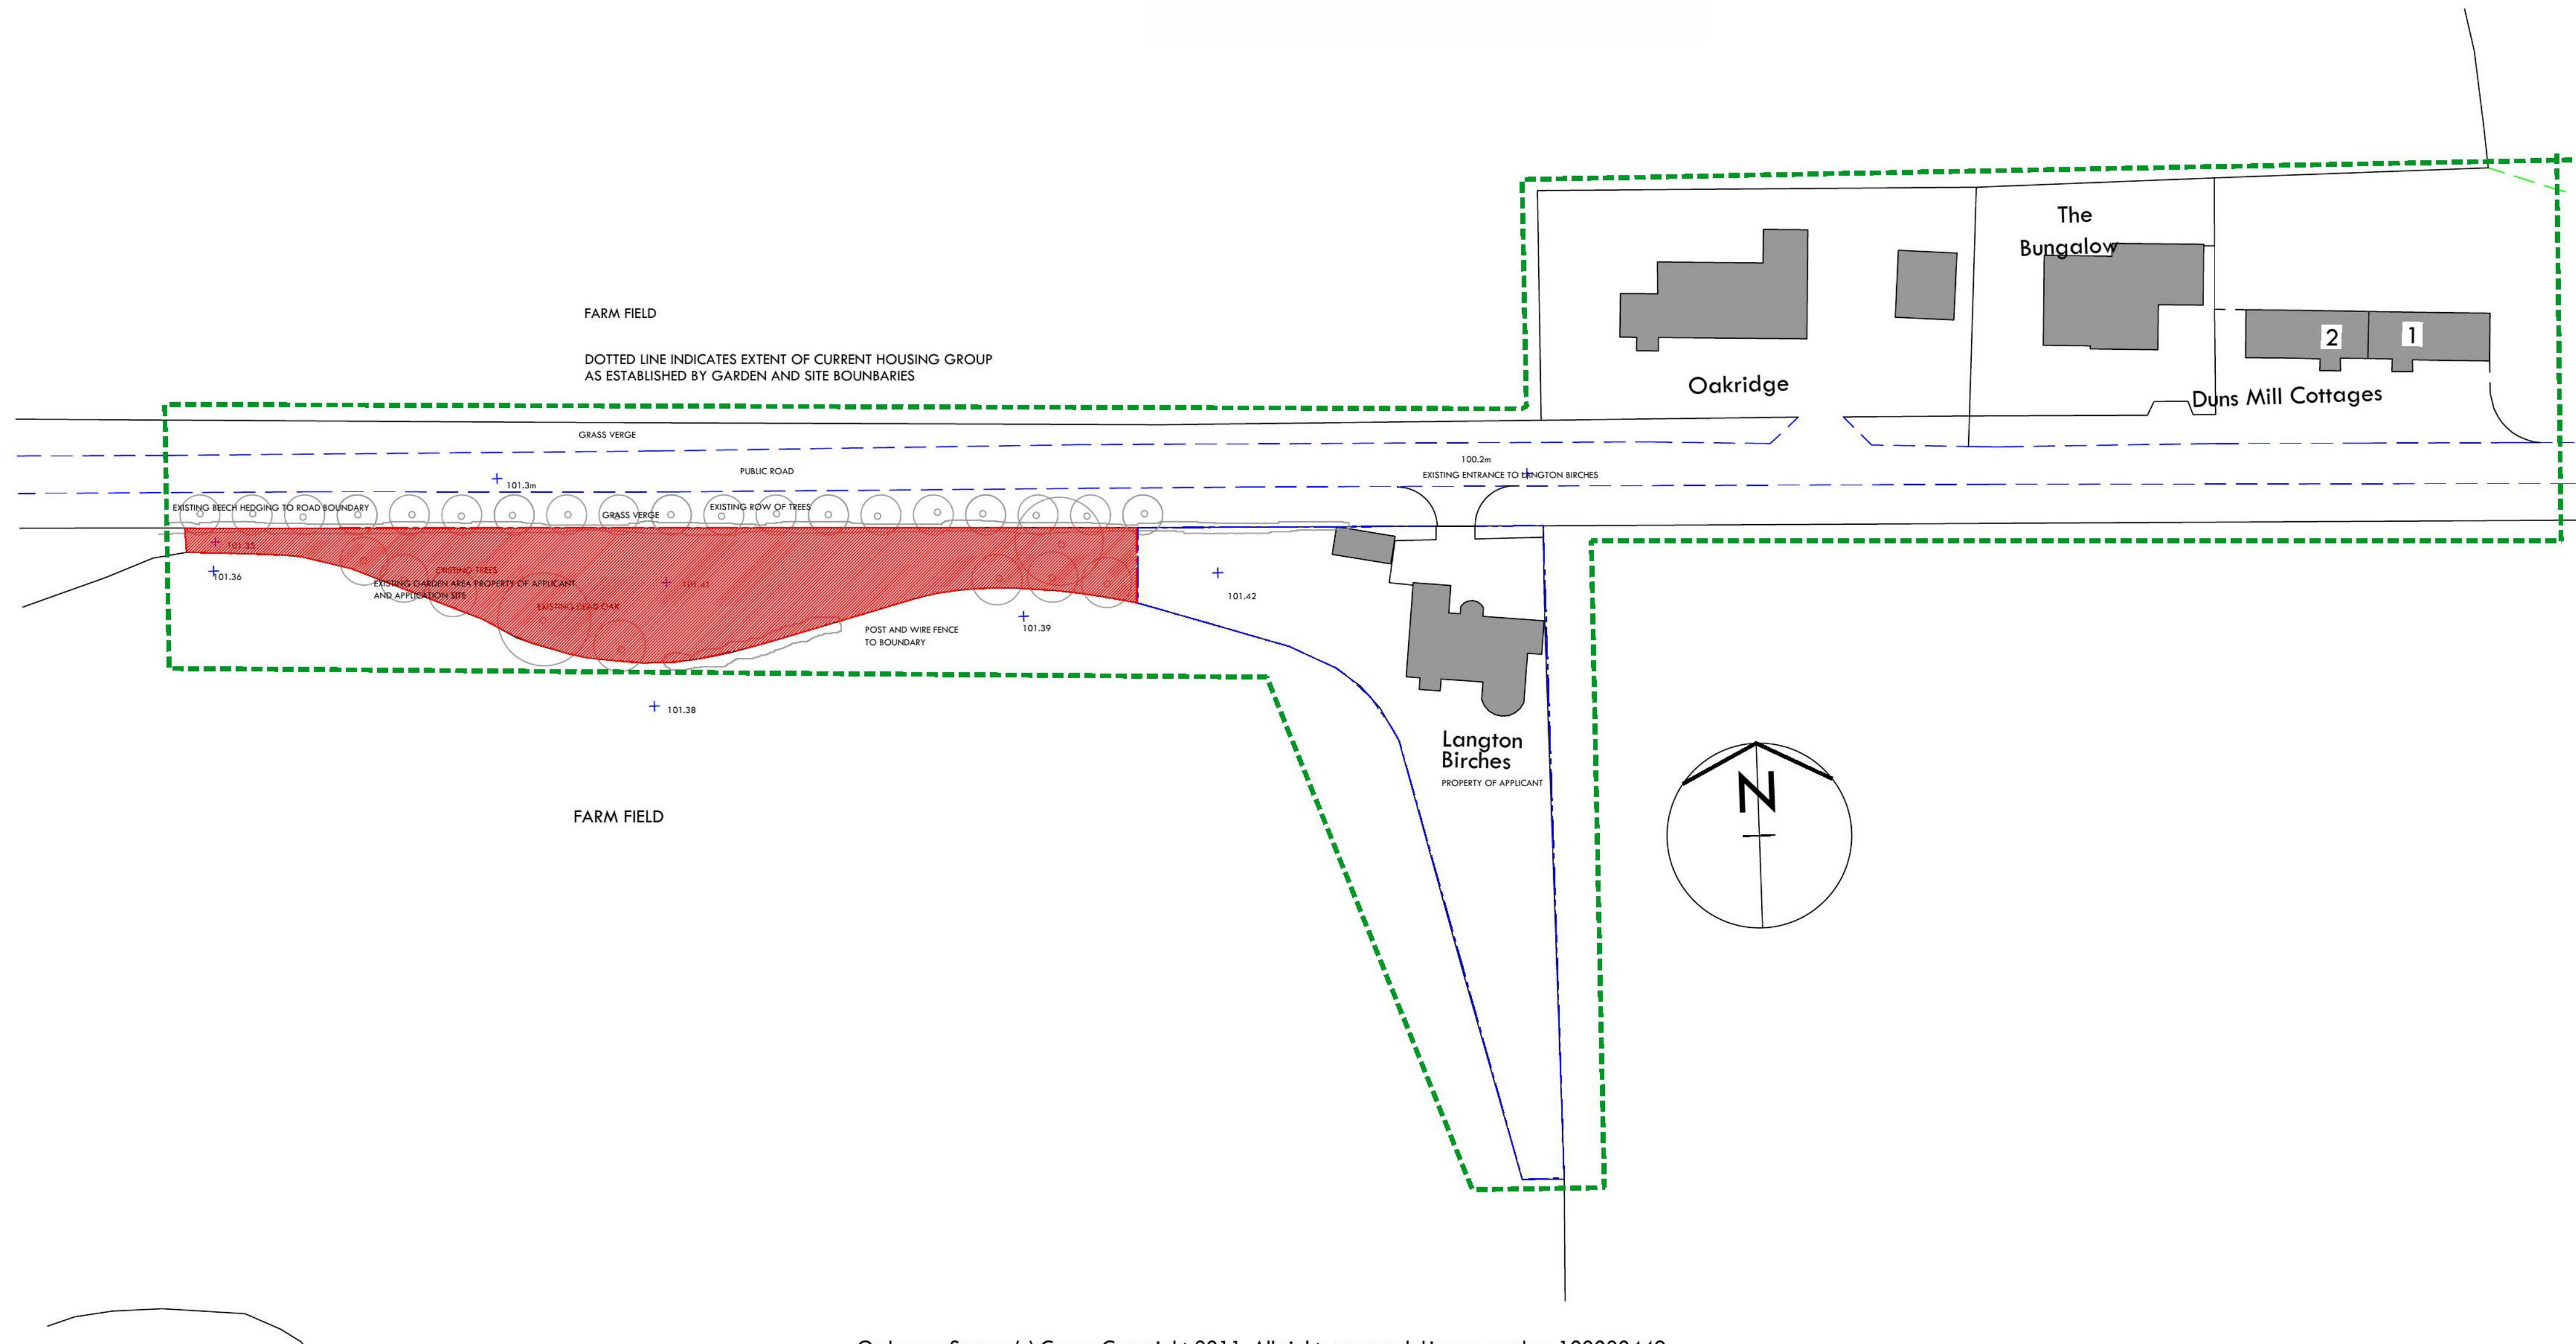 The
Bungalow
2
1
Oakridge
Duns Mill Cottages
FARM FIELD
DOTTED LINE INDICATES EXTENT OF CURRENT HOUSING GROUP
AS ESTABLISHED BY GARDEN AND SITE BOUNBARIES
GRASS VERGE
PUBLIC ROAD
101.3m
100.2m
EXISTING ENTRANCE TO LANGTON BIRCHES
EXISTING BEECH HEDGING TO ROAD BOUNDARY
GRASS VERGE
EXISTING ROW OF TREES
101.35
101.36
EXISTING TREES
EXISTING GARDEN AREA PROPERTY OF APPLICANT
AND APPLICATION SITE
101.41
EXISTING DEAD OAK
101.42
101.39
POST AND WIRE FENCE
TO BOUNDARY
101.38
Langton
Birches
PROPERTY OF APPLICANT
FARM FIELD
N